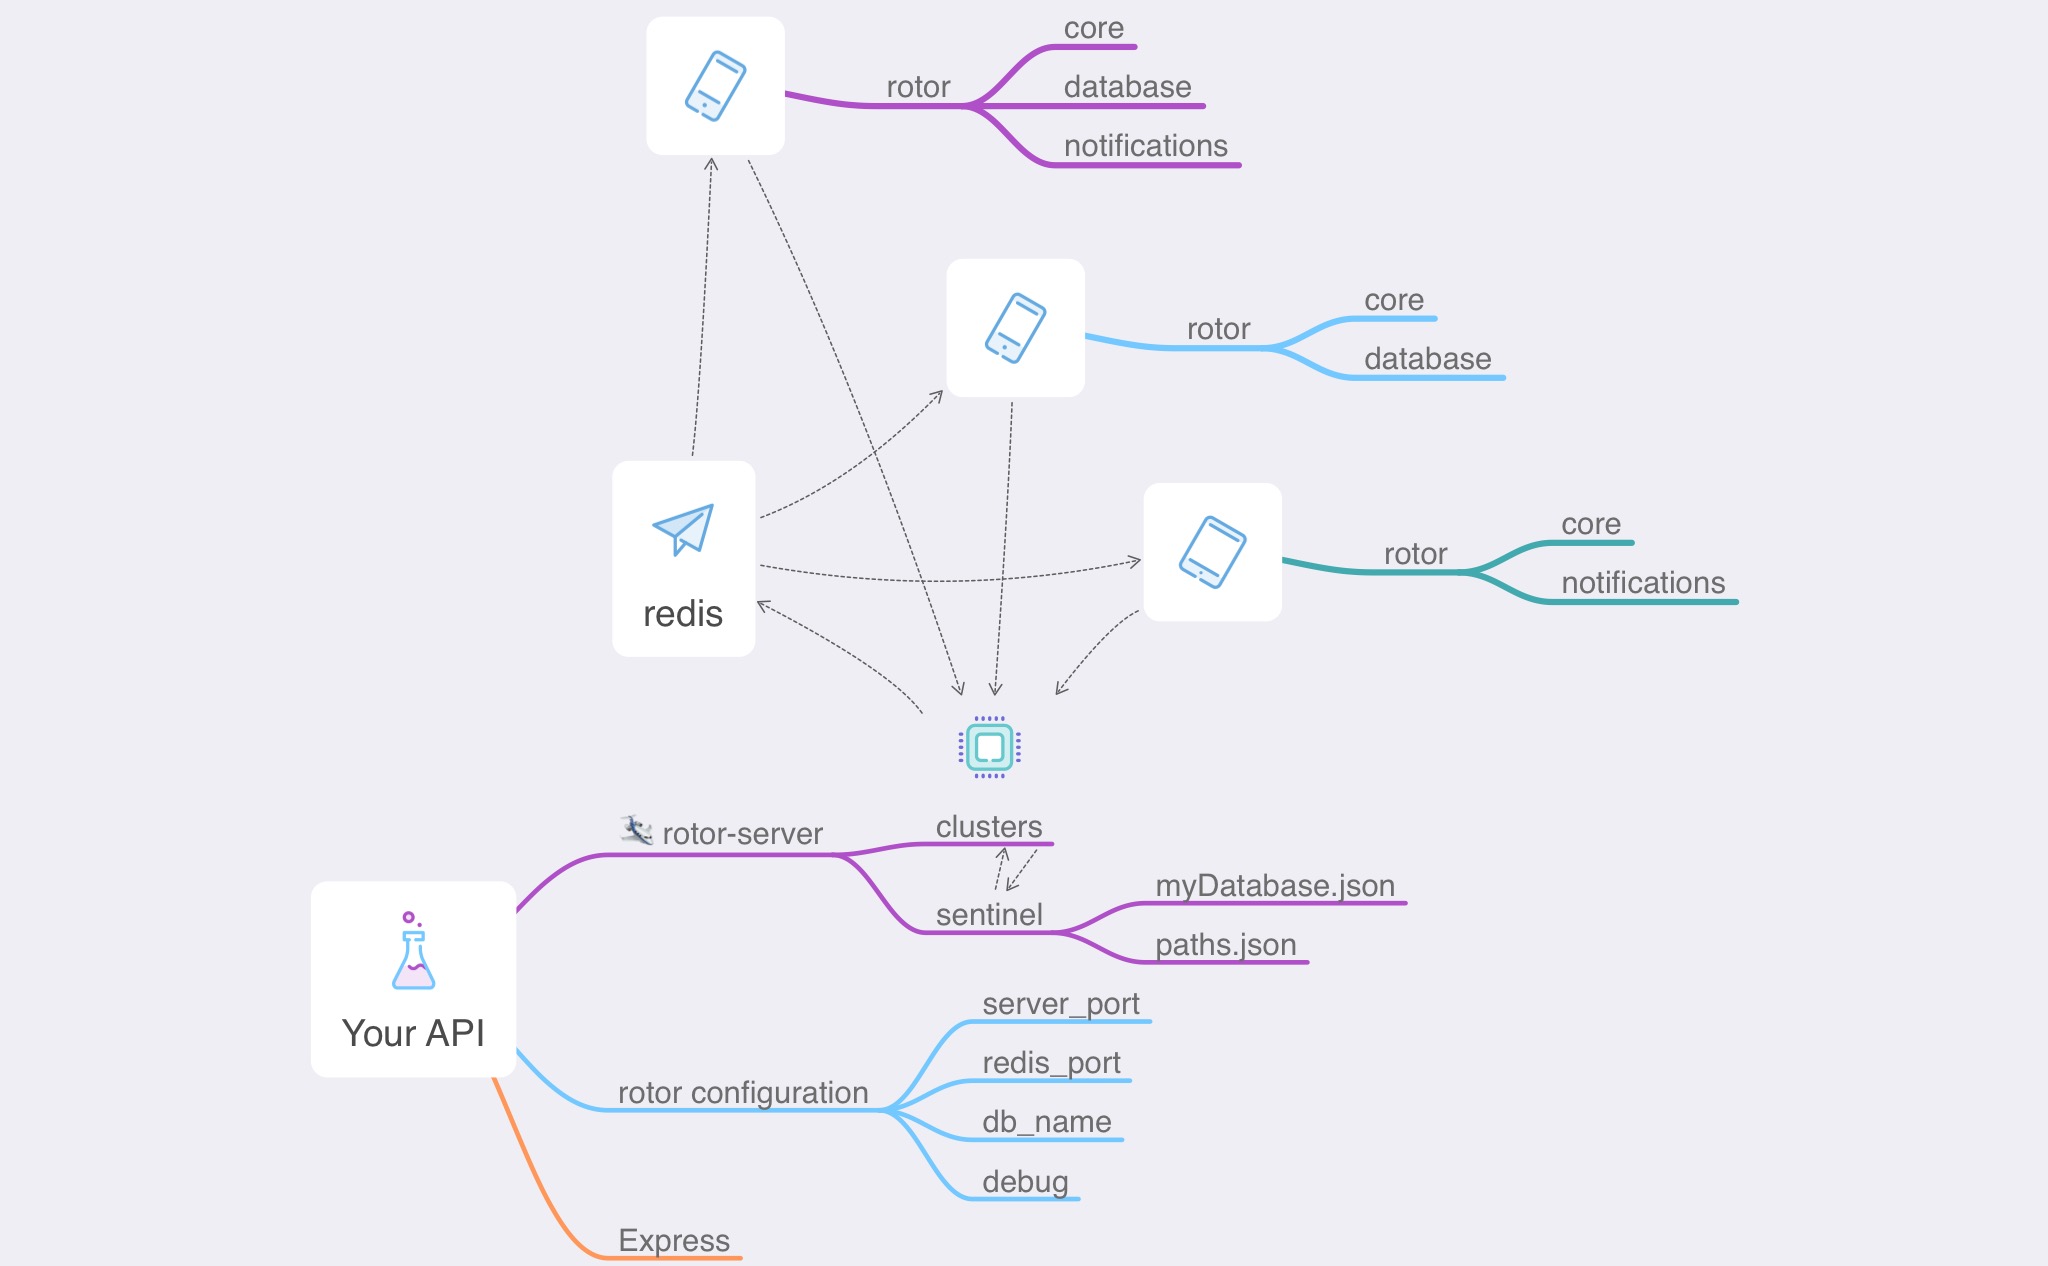 core
rotor
database
notifications
core
rotor
database
core
rotor
notifications
redis
clusters
rotor-server
myDatabase.json
sentinel
paths.json
Your API
server_port
redis_port
rotor configuration
db_name
debug
Express